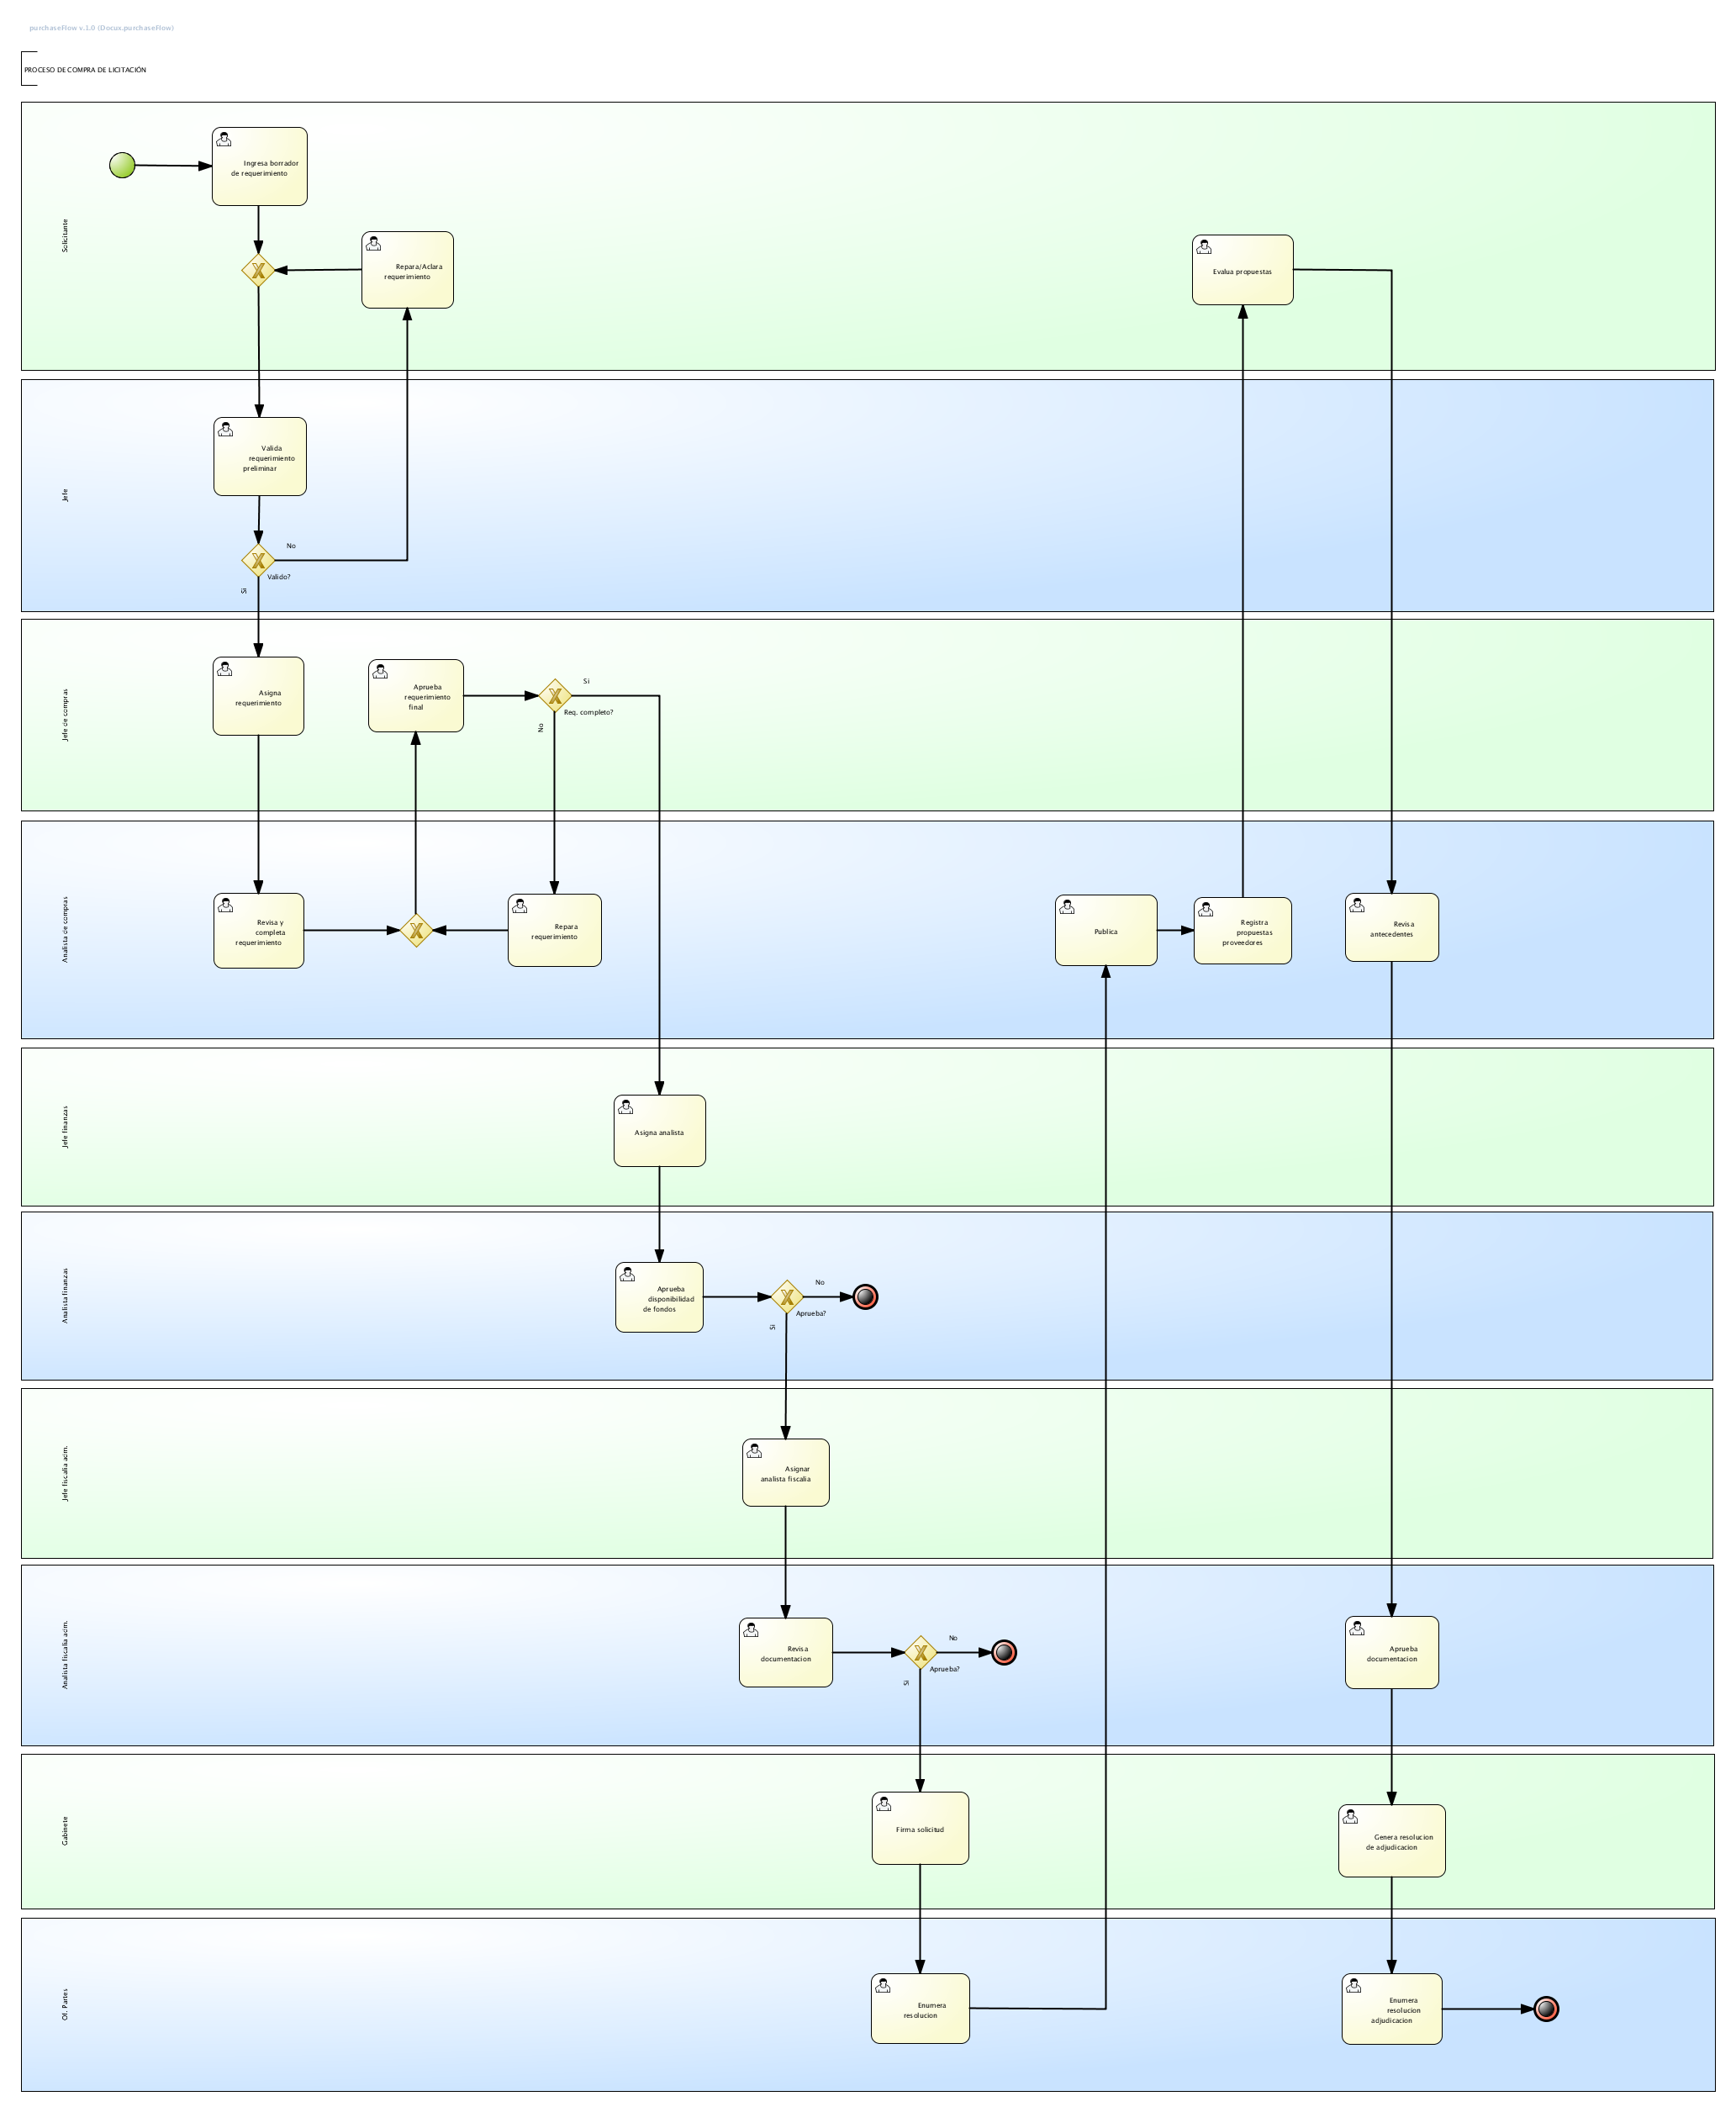 purchaseFlow v.1.0 (Docux.purchaseFlow)
PROCESO DE COMPRA DE LICITACIÓN
Solicitante
Ingresa borrador
de requerimiento
Repara/Aclara
requerimiento
Evalua propuestas
Jefe
Valida
requerimiento
preliminar
No
Valido?
Si
Jefe de compras
Asigna
requerimiento
Aprueba
requerimiento
final
Si
Req. completo?
No
Analista de compras
Revisa y
completa
requerimiento
Repara
requerimiento
Publica
Registra
propuestas
proveedores
Revisa
antecedentes
Jefe finanzas
Asigna analista
Analista finanzas
Aprueba
disponibilidad
de fondos
No
Aprueba?
Si
Jefe fiscalia adm.
Asignar
analista fiscalia
Analista fiscalia adm.
Revisa
documentacion
No
Aprueba?
Si
Aprueba
documentacion
Gabinete
Firma solicitud
Genera resolucion
de adjudicacion
Of. Partes
Enumera
resolucion
Enumera
resolucion
adjudicacion